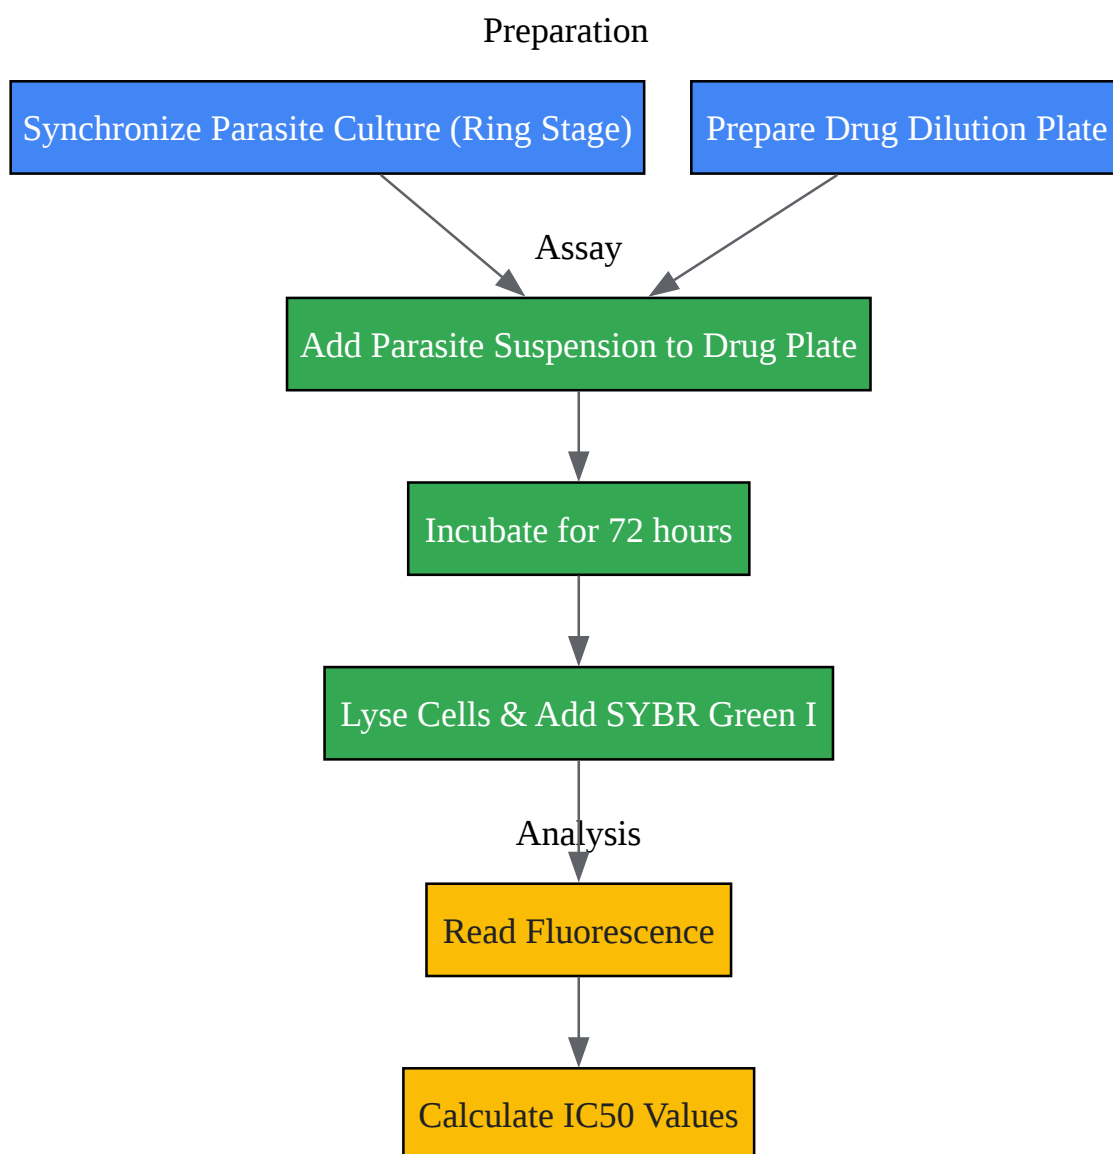 Preparation
Synchronize Parasite Culture (Ring Stage)
Prepare Drug Dilution Plate
Assay
Add Parasite Suspension to Drug Plate
Incubate for 72 hours
Lyse Cells & Add SYBR Green I
Analysis
Read Fluorescence
Calculate IC50 Values